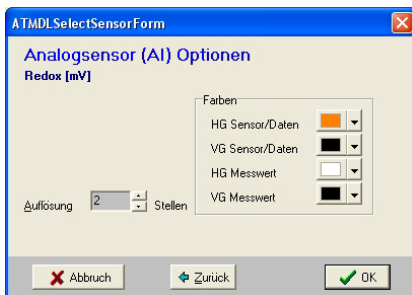 ATMDLSelectSensorForm
Analogsensor (AI) Optionen
Redox [mV]
Farben
HG Sensor/Daten
VG Sensor/Daten
HG Messwert
VG Messwert
Auflösung 2 Stellen
Abbruch Zurück OK